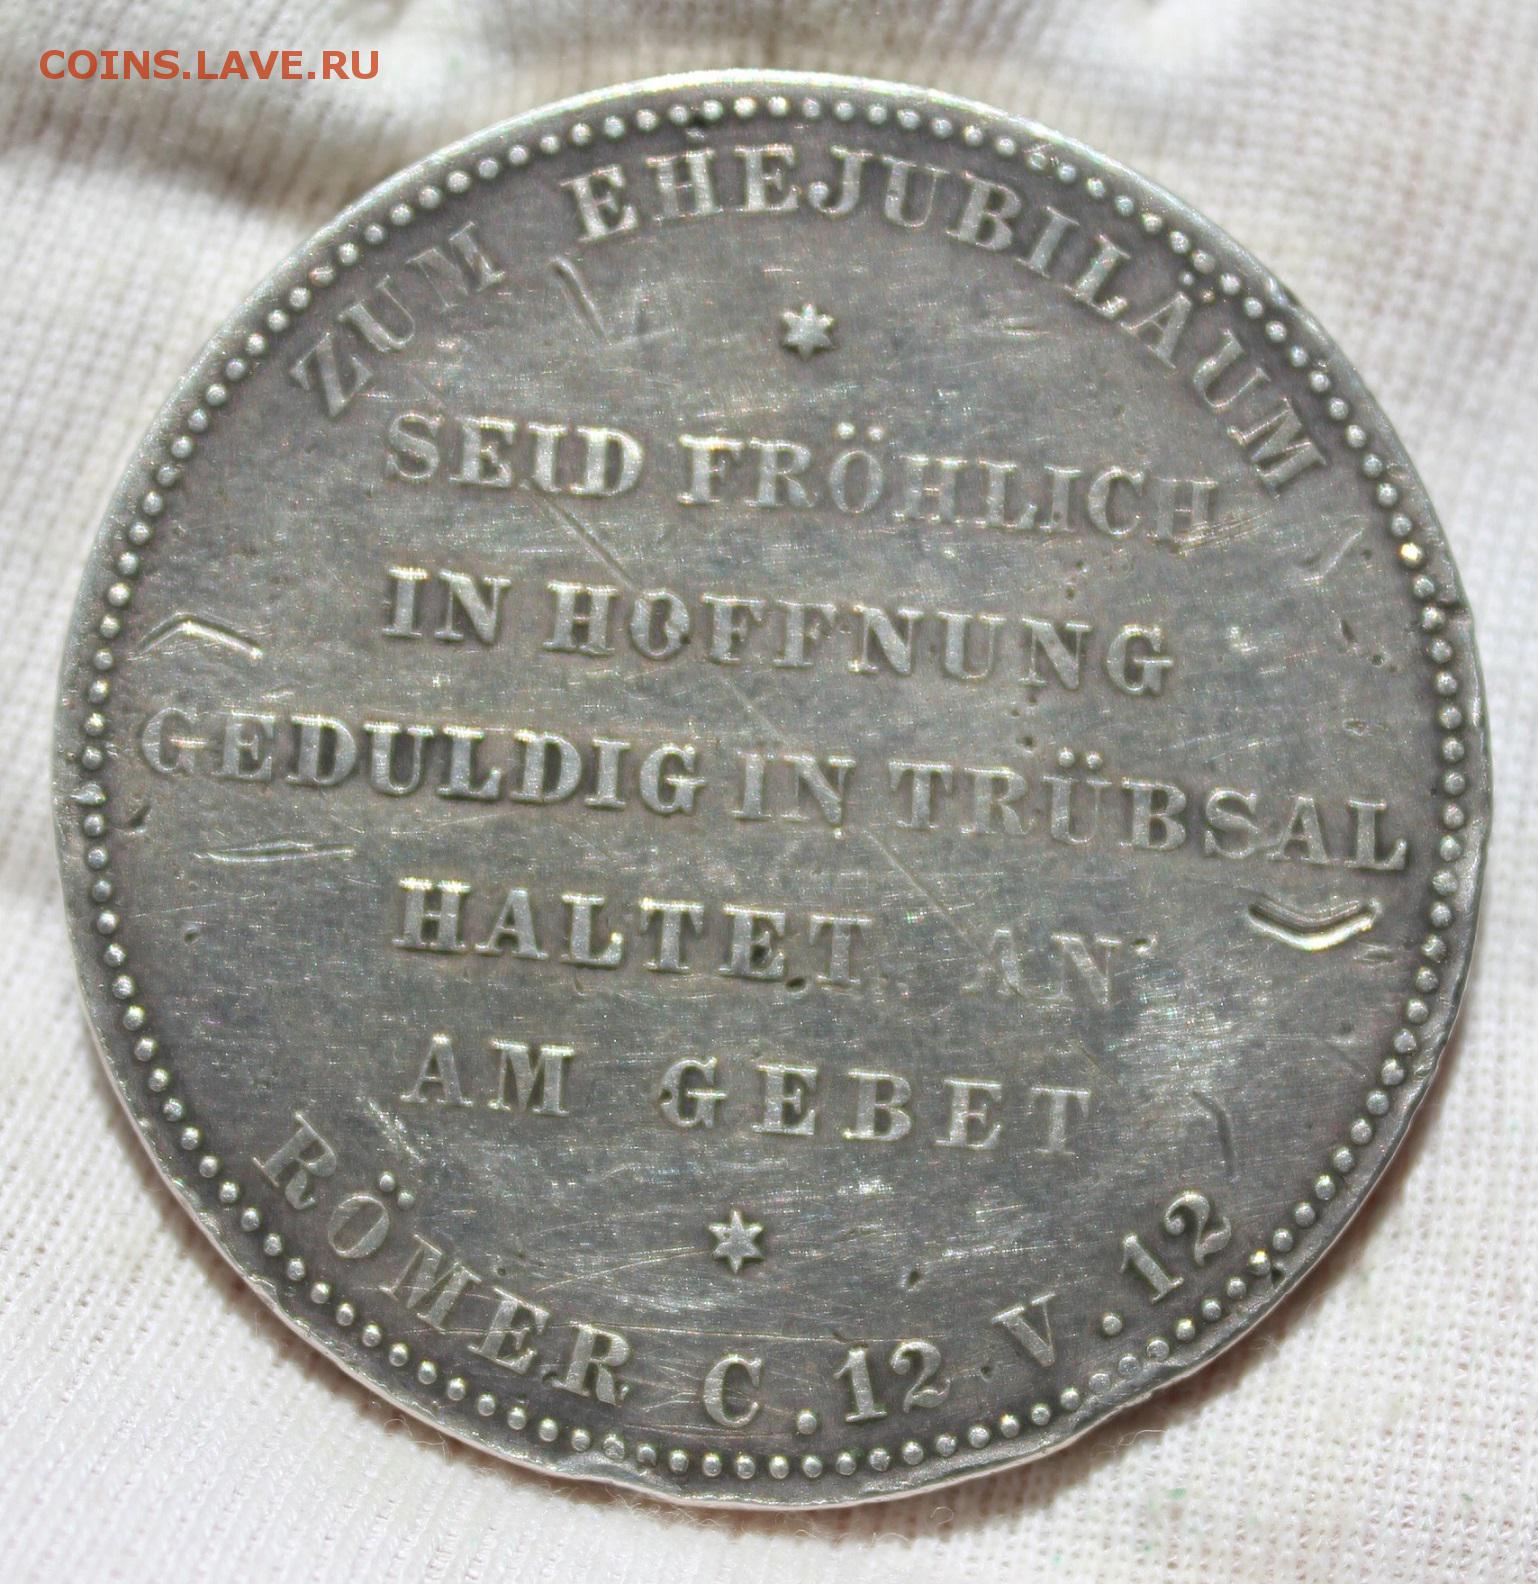 COINS.LAVE.RU
ZUM EHEJUBILÄUM
SEID FRÖHLICH
IN HOFFNUNG
GEDULDIG IN TRÜBSAL
HALTET AN
AM GEBET
RÖMER C. 12 V. 12